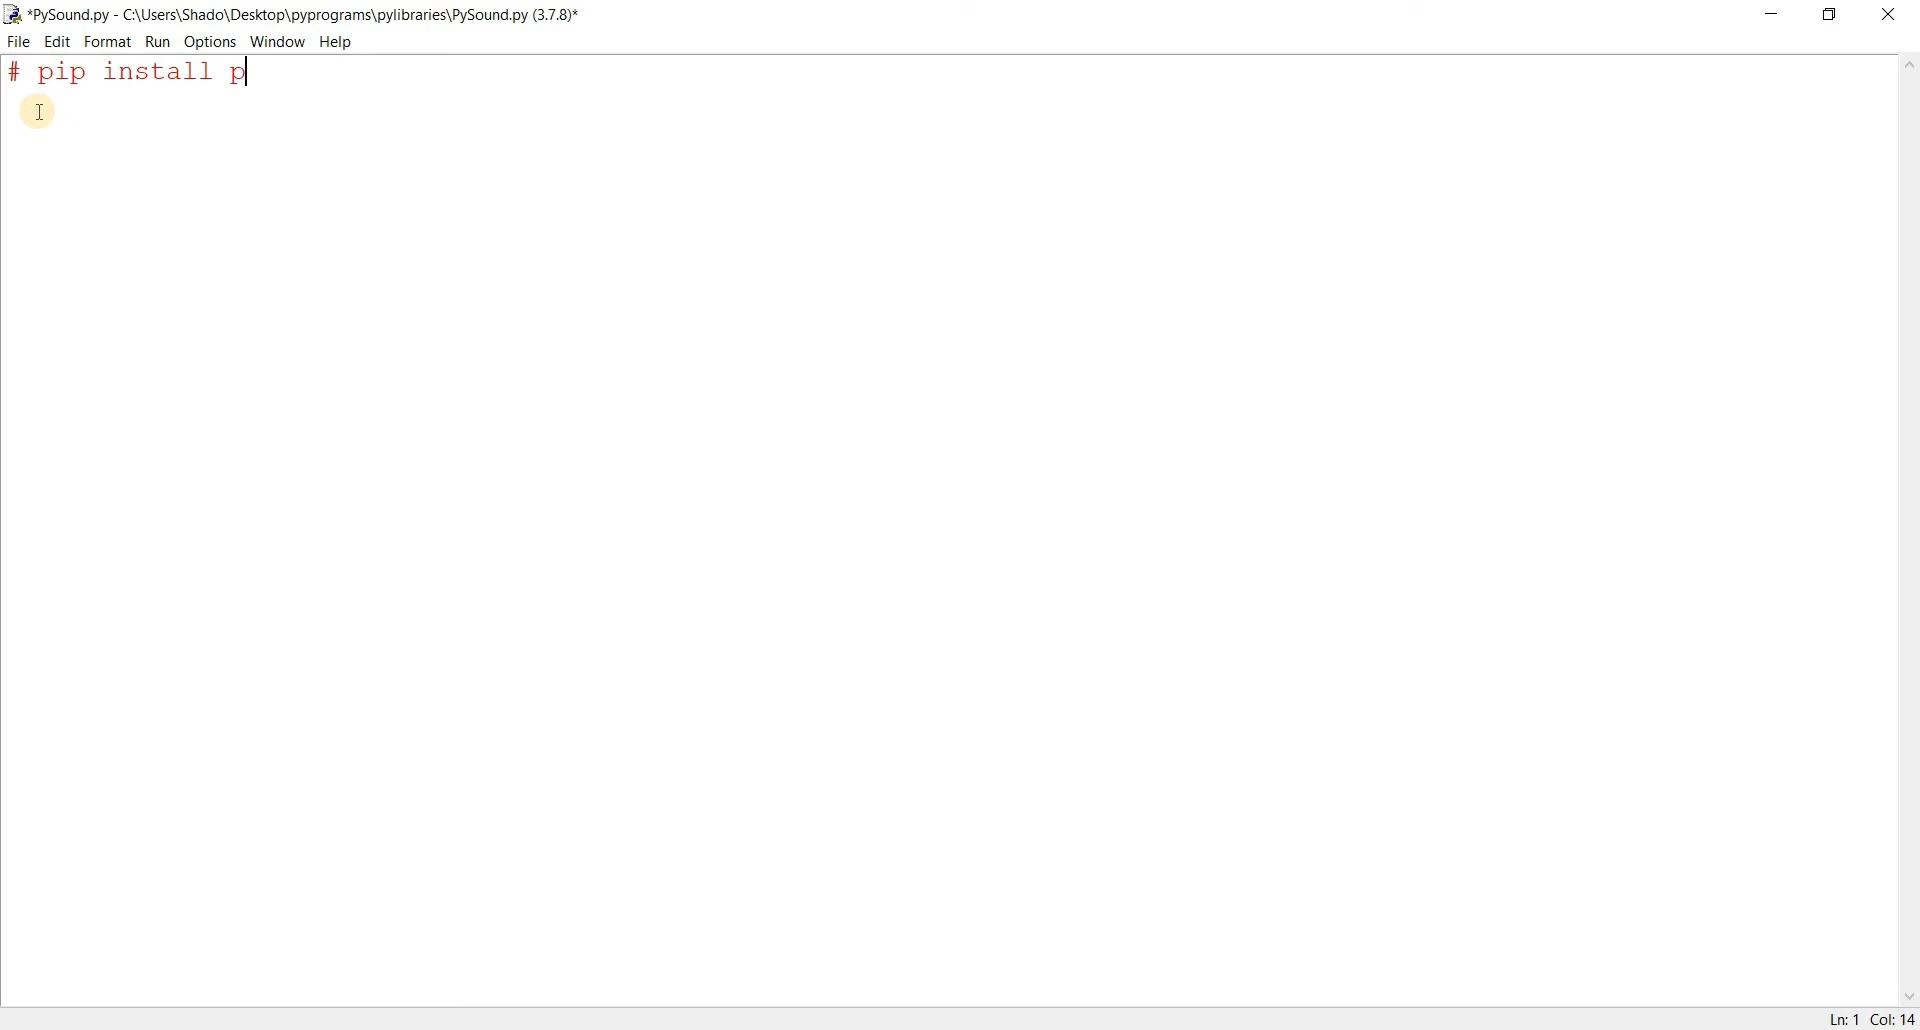 *PySound.py - C:\Users\Shado\Desktop\pyprograms\pylibraries\PySound.py (3.7.8)*
File Edit Format Run Options Window Help
# pip install p
Ln: 1 Col: 14